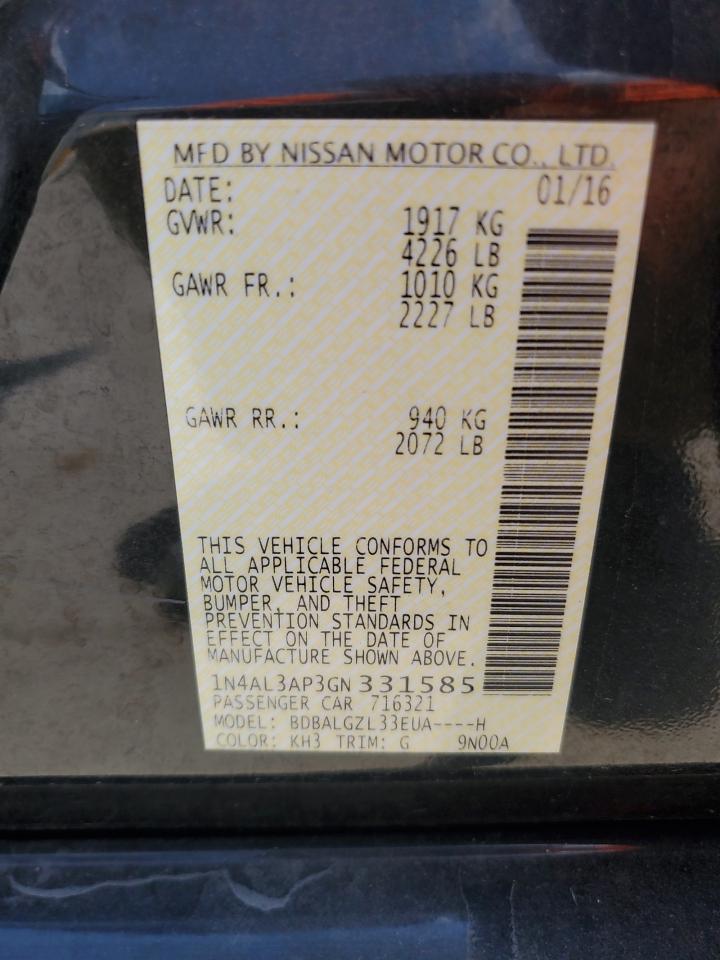 MFD BY NISSAN MOTOR CO., LTD.
DATE: 01/16
GVWR: 1917 KG
4226 LB
GAWR FR.: 1010 KG
2227 LB
GAWR RR.: 940 KG
2072 LB
THIS VEHICLE CONFORMS TO
ALL APPLICABLE FEDERAL
MOTOR VEHICLE SAFETY,
BUMPER, AND THEFT
PREVENTION STANDARDS IN
EFFECT ON THE DATE OF
MANUFACTURE SHOWN ABOVE.
1N4AL3AP3GN331585
PASSENGER CAR 716321
MODEL: BDBALGZL33EUA----H
COLOR: KH3 TRIM: G 9N00A